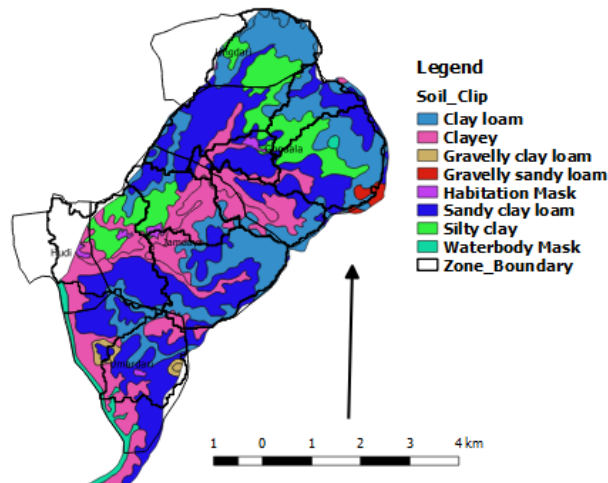 Legend
Soil_Clip
Clay loam
Clayey
Gravelly clay loam
Gravelly sandy loam
Habitation Mask
Sandy clay loam
Silty clay
Waterbody Mask
Zone_Boundary
Hudi
1 0 1 2 3 4 km